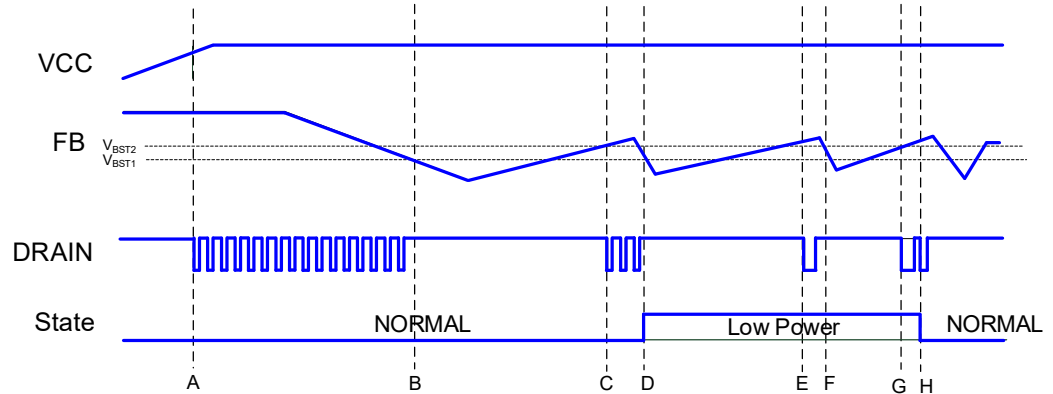 VCC
FB
VBST2
VBST1
DRAIN
State
NORMAL
Low Power
NORMAL
A B C D E F G H